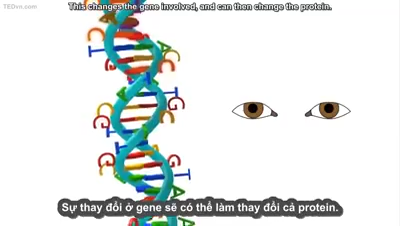 TEDvn.com
This changes the gene involved, and can then change the protein.
Sự thay đổi ở gene sẽ có thể làm thay đổi cả protein.